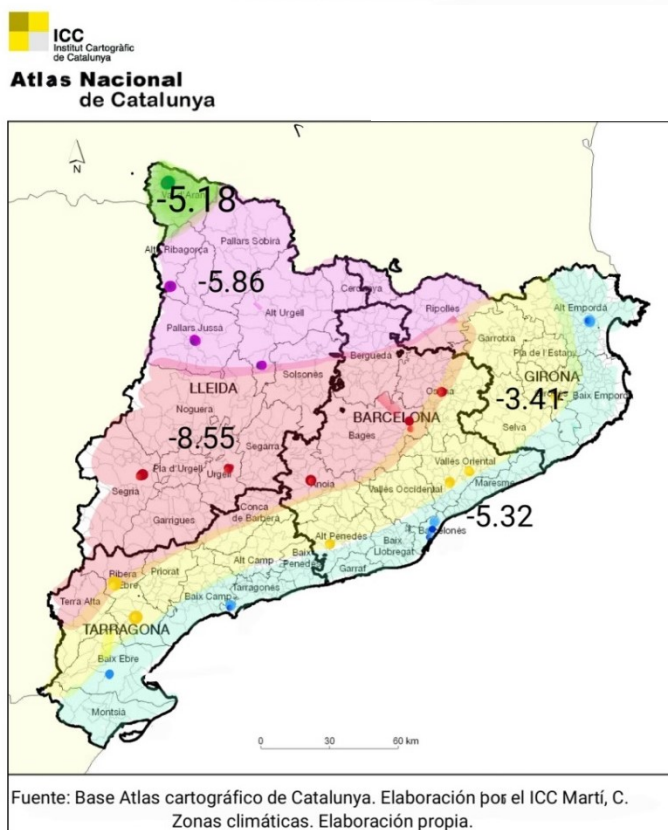 ICC
Institut Cartogràfic
de Catalunya
Atlas Nacional
de Catalunya
N
-5.18
Pallars Sobirà
Alta Ribagorça
-5.86
Cerdanya
Ripollès
Alt Empordà
Alt Urgell
Pallars Jussà
Garrotxa
Berguedà
Pla de l'Estany
Solsonès
GIRONA
LLEIDA
Osona
-3.41
Baix Empordà
Noguera
BARCELONA
Selva
-8.55
Segarra
Bages
Vallès Oriental
Pla d'Urgell
Urgell
Maresme
Segrià
Anoia
Vallès Occidental
-5.32
Garrigues
Conca
de Barberà
Barcelonès
Alt Penedès
Baix
Llobregat
Ribera
Ebre
Priorat
Alt Camp
Baix
Penedès
Garraf
Terra Alta
Tarragonès
Baix Camp
TARRAGONA
Baix Ebre
Montsià
0 30 60 km
Fuente: Base Atlas cartográfico de Catalunya. Elaboración por el ICC Martí, C.
Zonas climáticas. Elaboración propia.